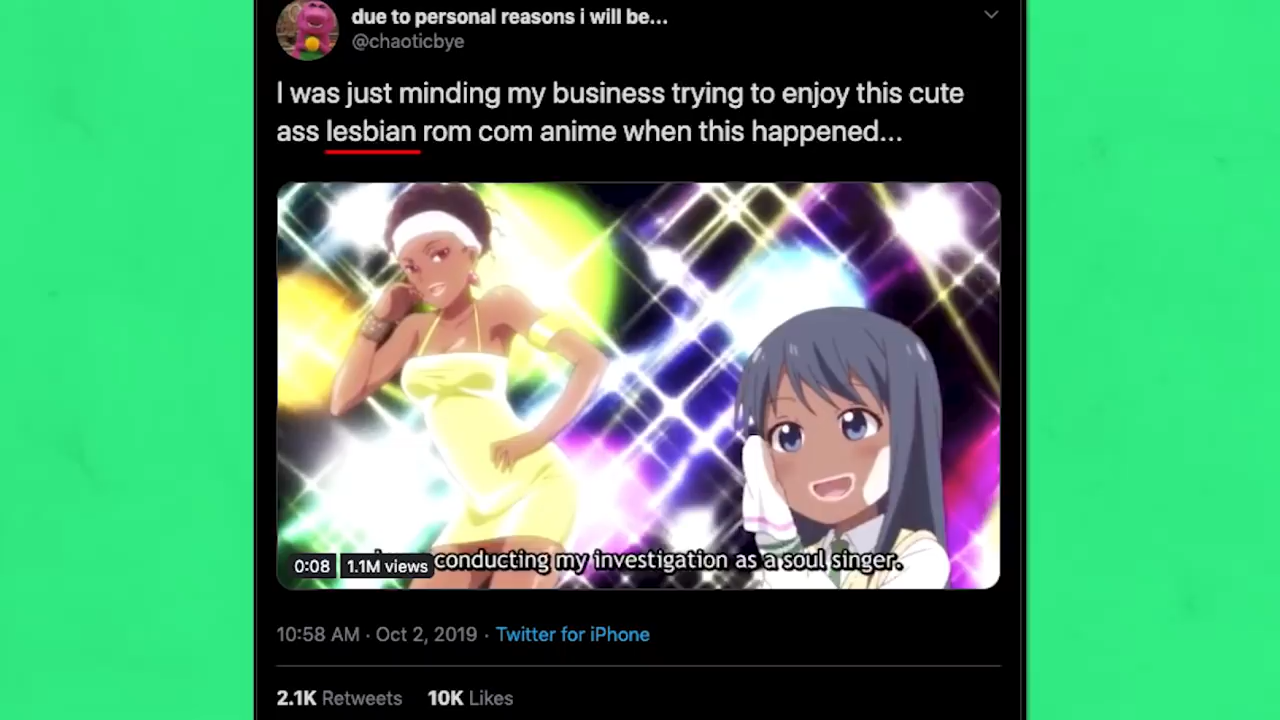 due to personal reasons i will be...
@chaoticbye
I was just minding my business trying to enjoy this cute
ass lesbian rom com anime when this happened...
0:08 1.1M views conducting my investigation as a soul singer.
10:58 AM · Oct 2, 2019 · Twitter for iPhone
2.1K Retweets 10K Likes